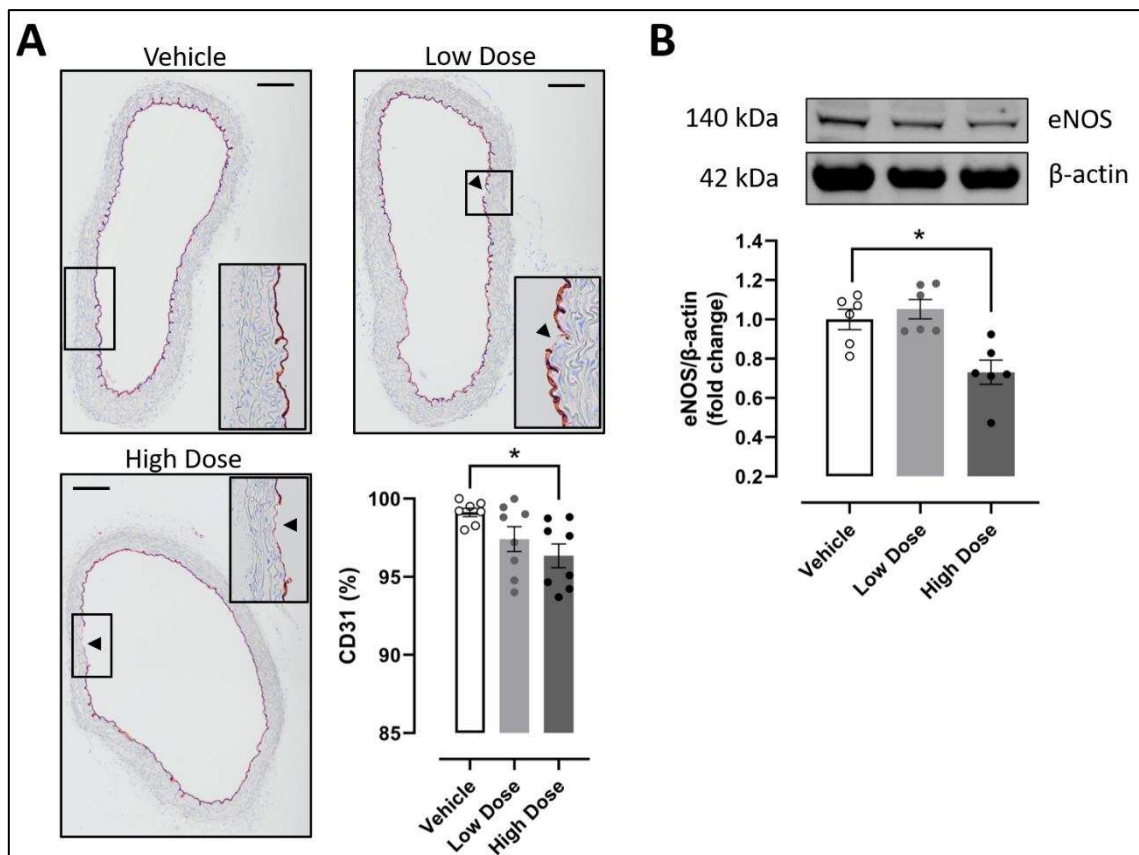 A
Vehicle
Low Dose
High Dose
CD31 (%)
100
95
90
85
*
Vehicle
Low Dose
High Dose
B
140 kDa
eNOS
42 kDa
β-actin
eNOS/β-actin
(fold change)
1.4
1.2
1.0
0.8
0.6
0.4
0.2
*
Vehicle
Low Dose
High Dose